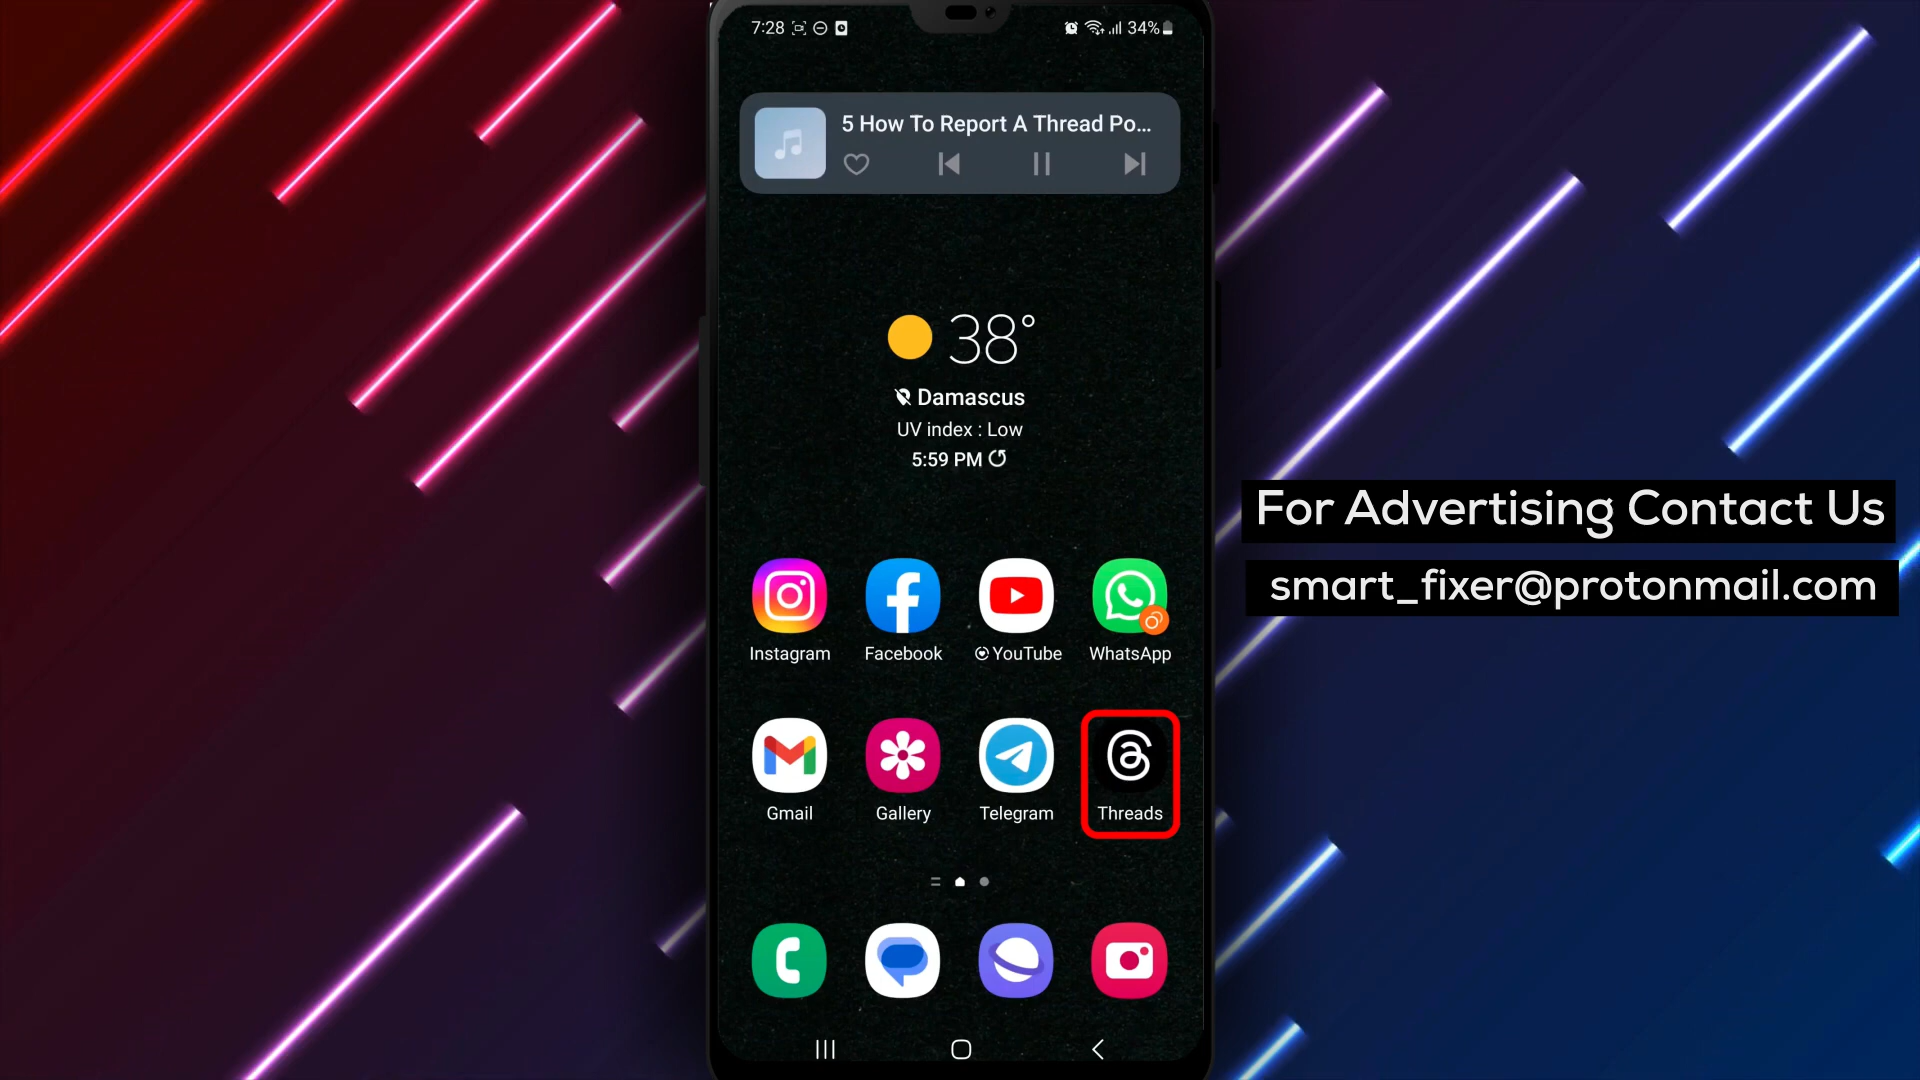 7:28
34%
5 How To Report A Thread Po...
38°
Damascus
UV index : Low
5:59 PM
For Advertising Contact Us
smart_fixer@protonmail.com
Instagram
Facebook
YouTube
WhatsApp
Gmail
Gallery
Telegram
Threads